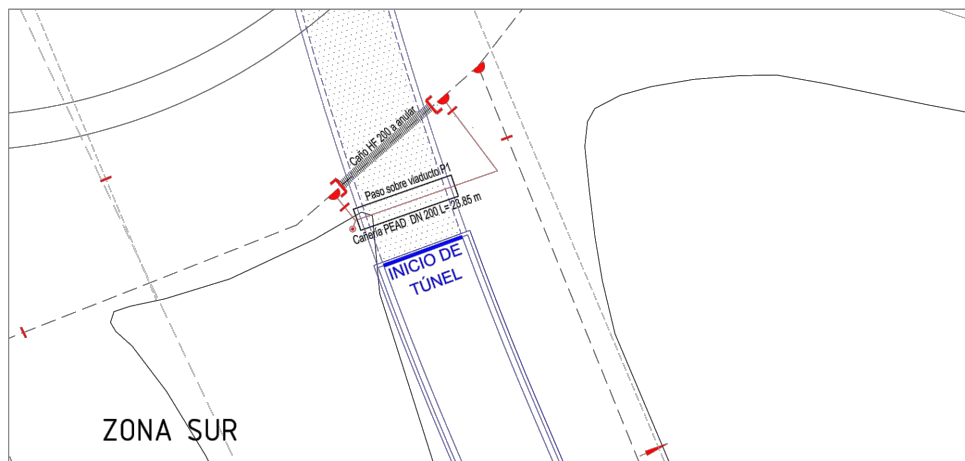 Caño HF 200 a anular
Paso sobre viaducto P1
Cañería PEAD DN 200 L= 23.85 m
INICIO DE
TÚNEL
ZONA SUR